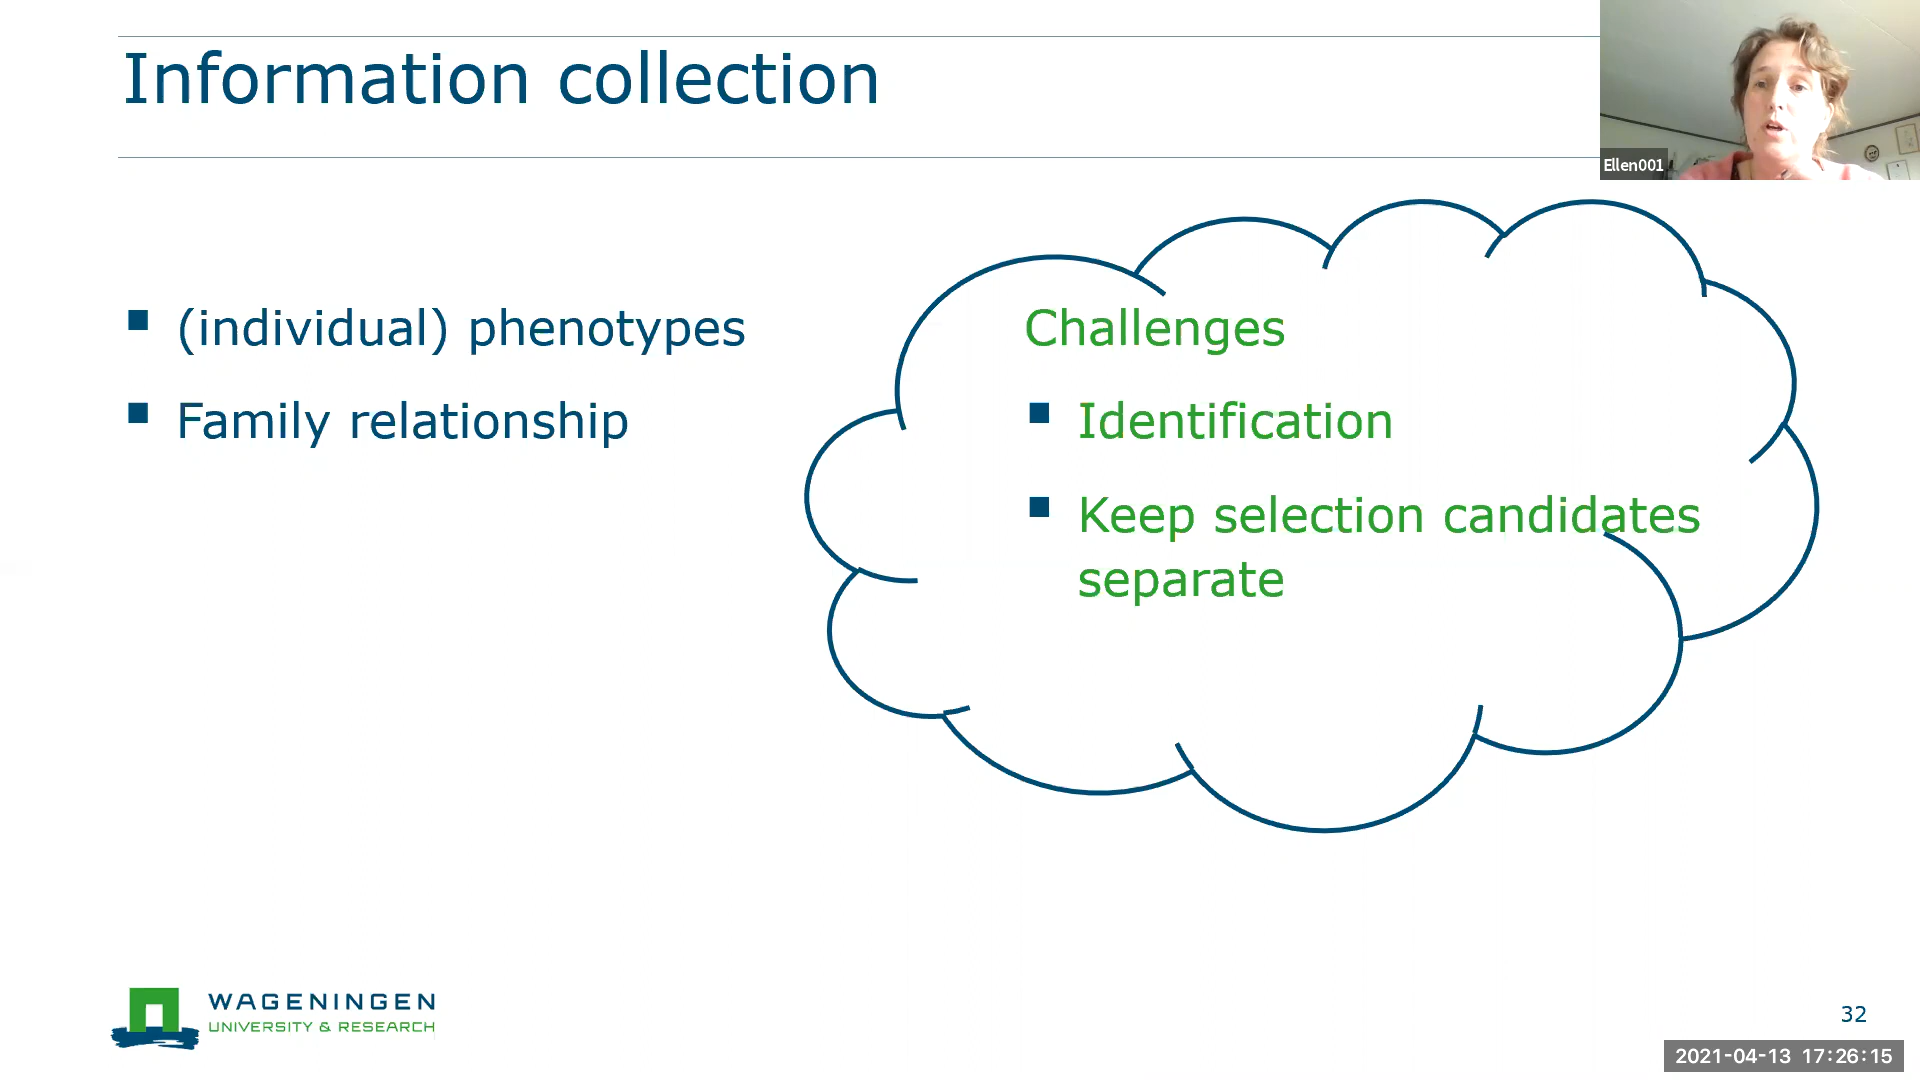 Information collection
Ellen001
(individual) phenotypes
Family relationship
Challenges
Identification
Keep selection candidates
separate
WAGENINGEN
UNIVERSITY & RESEARCH
32
2021-04-13 17:26:15